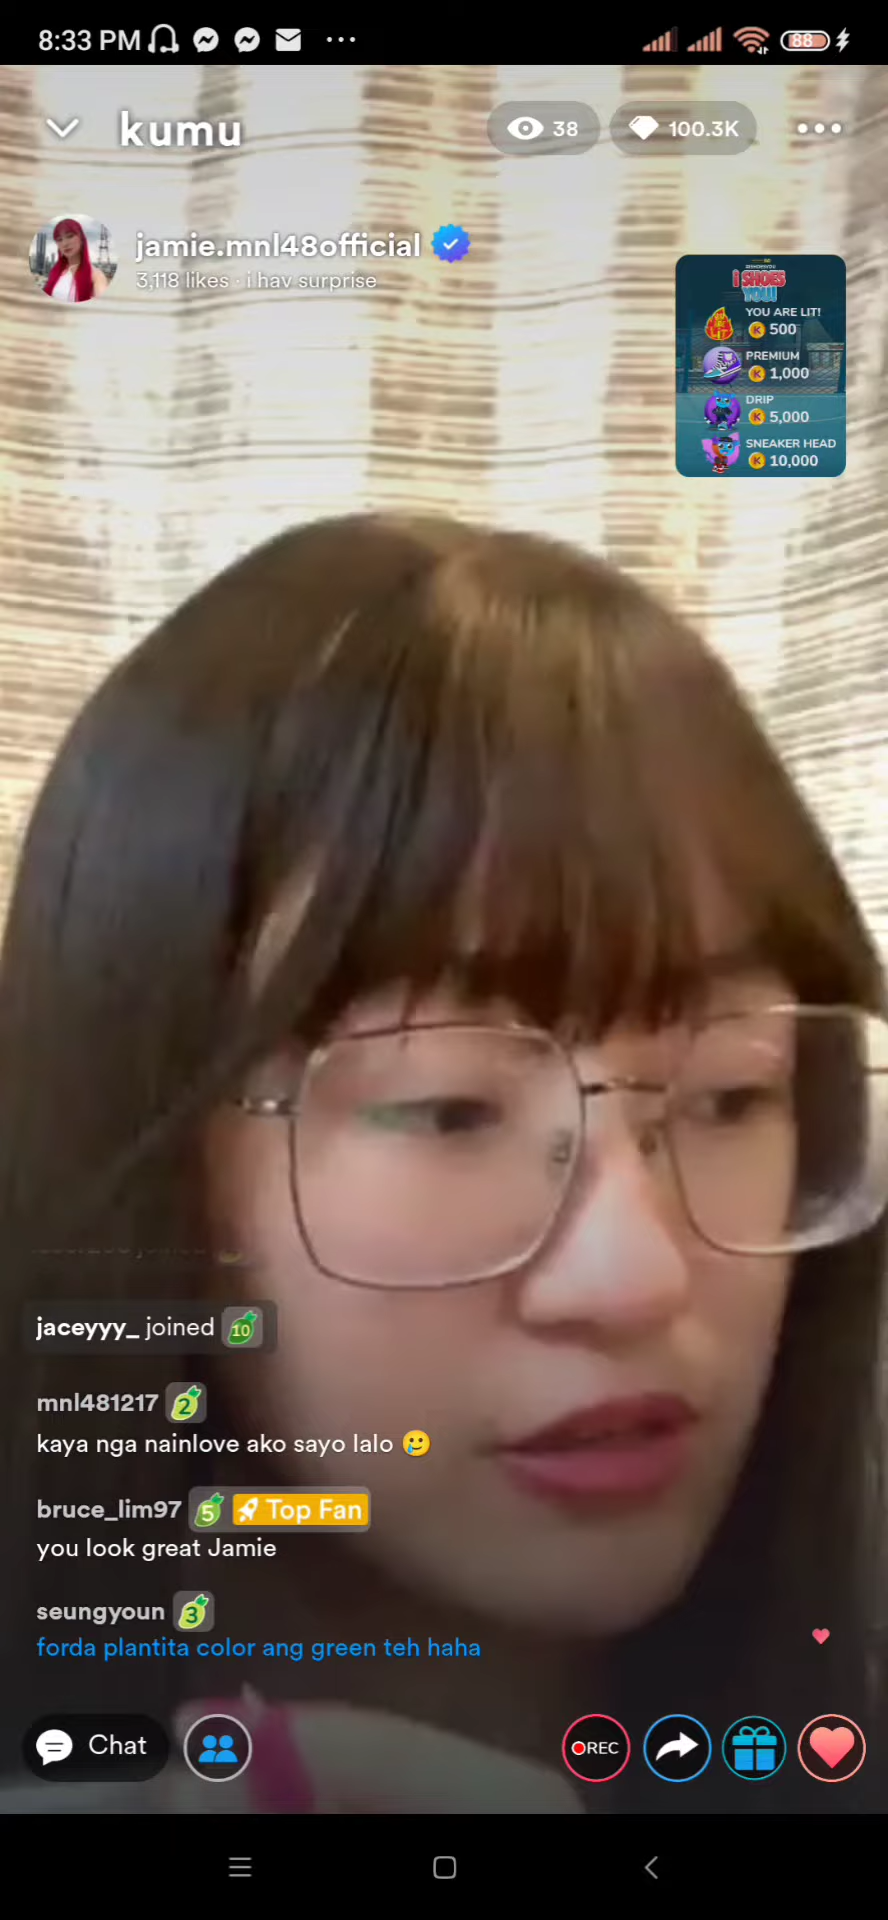 8:33 PM
88
kumu
38
100.3K
jamie.mnl48official
3,118 likes · i hav surprise
I SHOES
YOU!
YOU ARE LIT!
500
PREMIUM
1,000
DRIP
5,000
SNEAKER HEAD
10,000
jaceyyy_ joined 10
mnl481217 2
kaya nga nainlove ako sayo lalo 🥲
bruce_lim97 5 Top Fan
you look great Jamie
seungyoun 3
forda plantita color ang green teh haha
Chat
REC